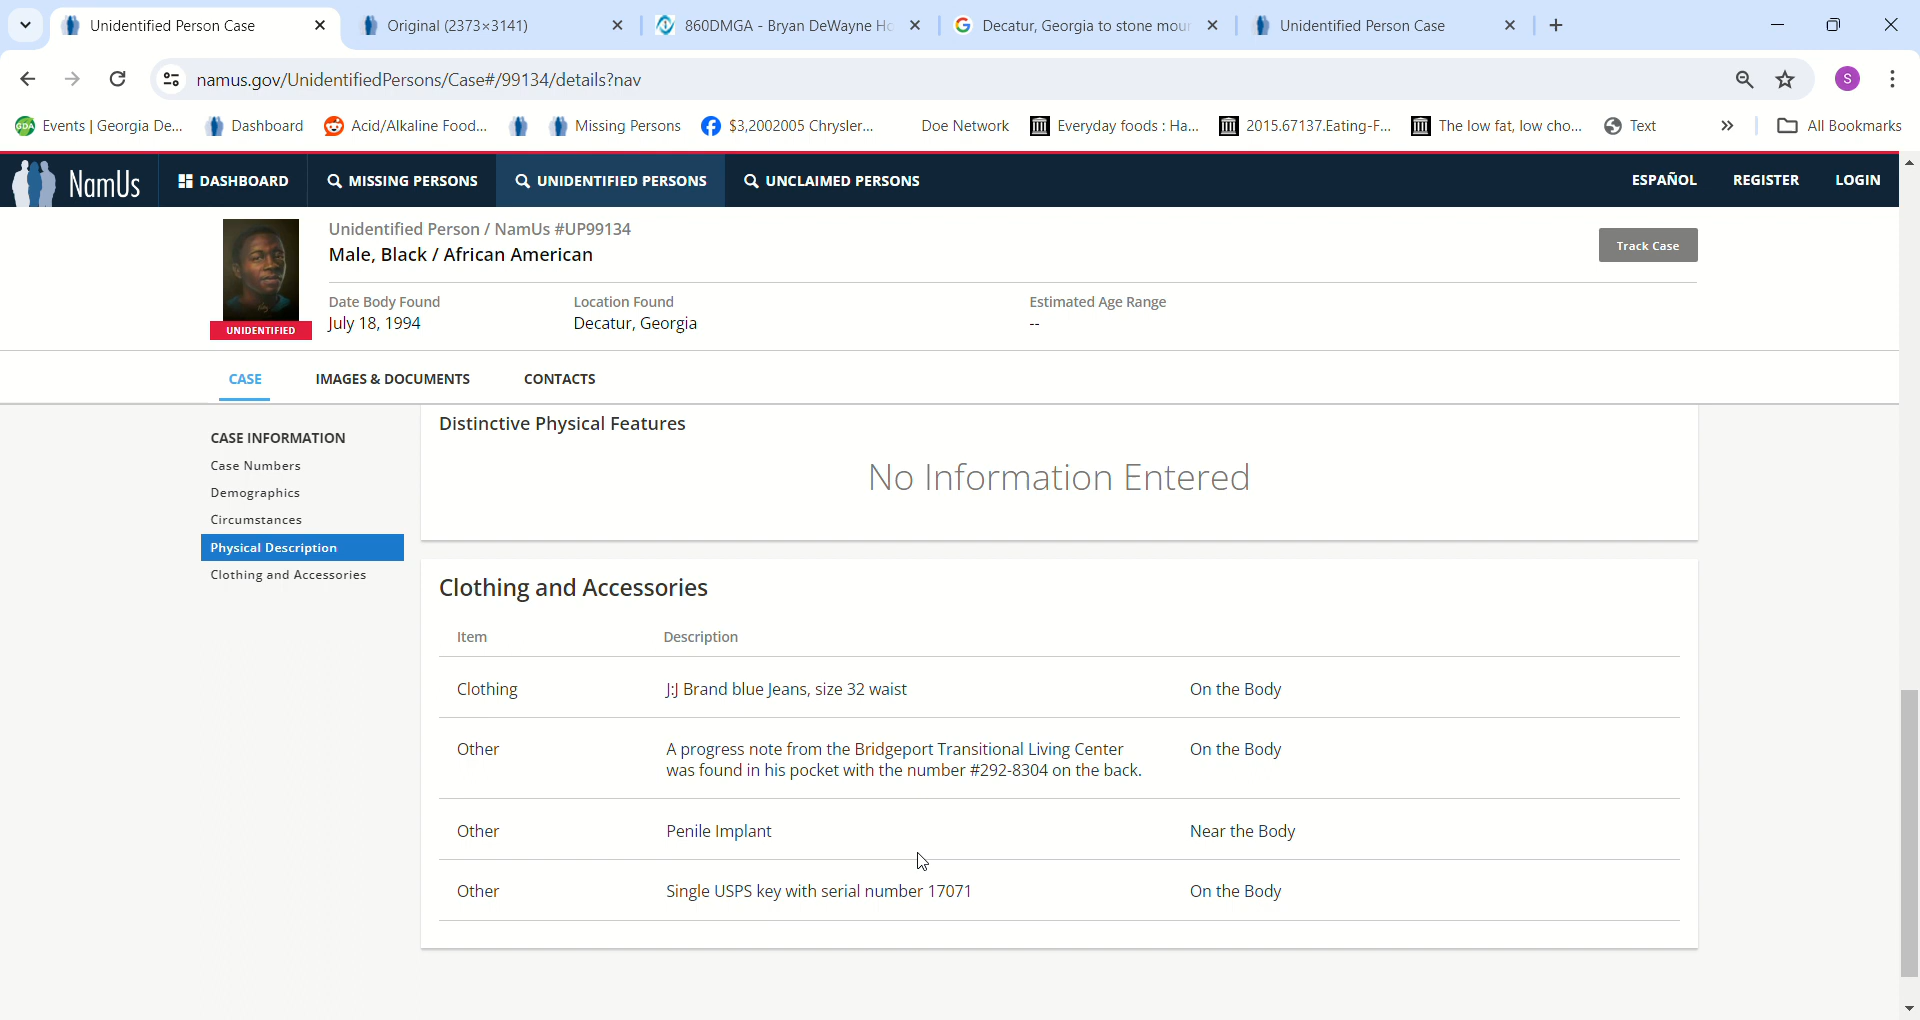 Unidentified Person Case
Original (2373×3141)
860DMGA - Bryan DeWayne Ho
Decatur, Georgia to stone moun
Unidentified Person Case
namus.gov/UnidentifiedPersons/Case#/99134/details?nav
S
GDA Events | Georgia De...
Dashboard
Acid/Alkaline Food...
Missing Persons
$3,2002005 Chrysler...
Doe Network
Everyday foods : Ha...
2015.67137.Eating-F...
The low fat, low cho...
Text
All Bookmarks
NamUs
DASHBOARD
MISSING PERSONS
UNIDENTIFIED PERSONS
UNCLAIMED PERSONS
ESPAÑOL
REGISTER
LOGIN
Unidentified Person / NamUs #UP99134
Male, Black / African American
Track Case
Date Body Found
Location Found
Estimated Age Range
July 18, 1994
Decatur, Georgia
--
UNIDENTIFIED
CASE
IMAGES & DOCUMENTS
CONTACTS
CASE INFORMATION
Case Numbers
Demographics
Circumstances
Physical Description
Clothing and Accessories
Distinctive Physical Features
No Information Entered
Clothing and Accessories
Item Description
Clothing J:J Brand blue Jeans, size 32 waist On the Body
Other A progress note from the Bridgeport Transitional Living Center On the Body
was found in his pocket with the number #292-8304 on the back.
Other Penile Implant Near the Body
Other Single USPS key with serial number 17071 On the Body